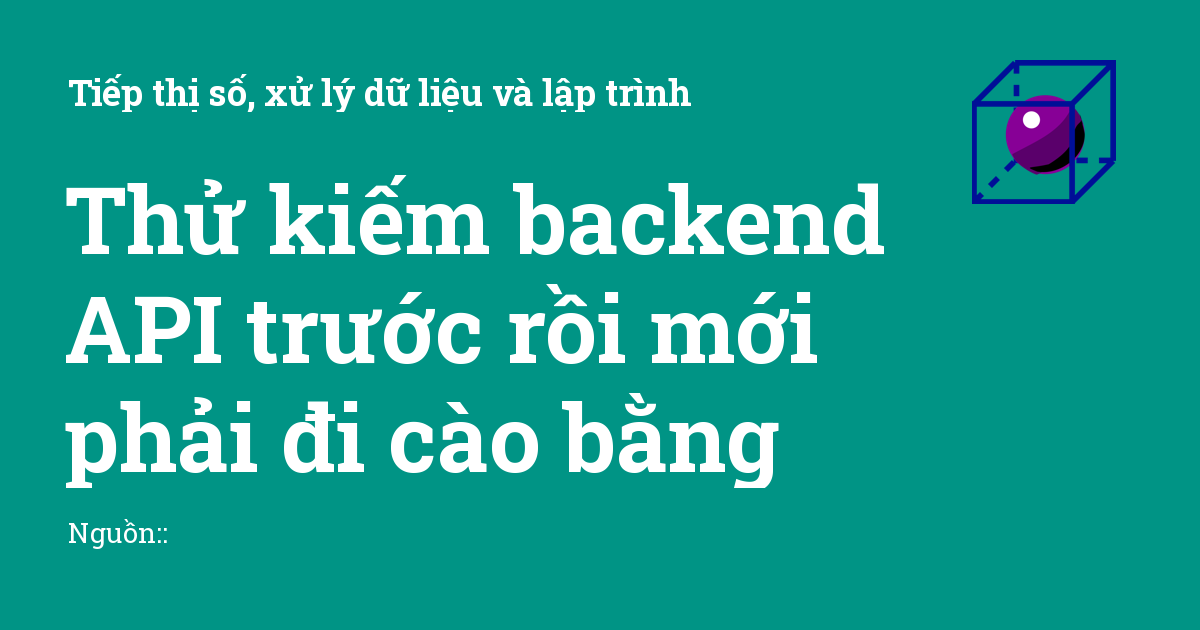 Tiếp thị số, xử lý dữ liệu và lập trình
Thử kiếm backend
API trước rồi mới
phải đi cào bằng
Nguồn::